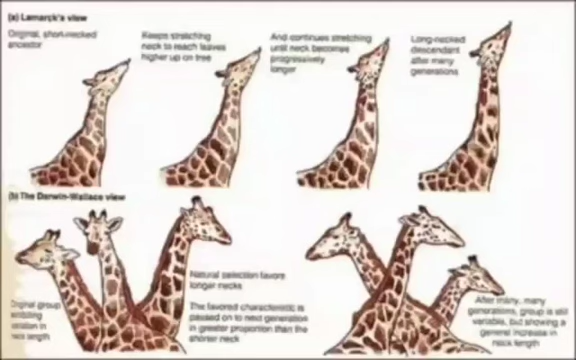 (a) Lamarck's view
Original, short-necked
ancestor
Keeps stretching
neck to reach leaves
higher up on tree
And continues stretching
until neck becomes
progressively
longer
Long-necked
descendant
after many
generations
(b) The Darwin-Wallace view
Original group
exhibiting
variation in
neck length
Natural selection favors
longer necks
The favored characteristic is
passed on to next generation
in greater proportion than the
shorter neck
After many, many
generations, group is still
variable, but showing a
general increase in
neck length